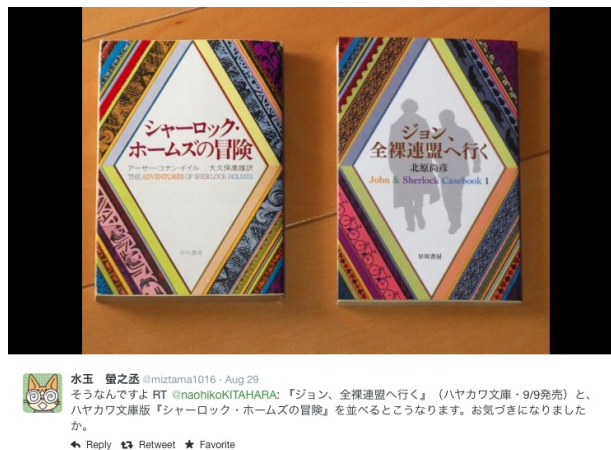 シャーロック・
ホームズの冒険
アーサー・コナン・ドイル 大久保康雄訳
THE ADVENTURES OF SHERLOCK HOLMES
早川書房
ジョン、
全裸連盟へ行く
北原尚彦
John & Sherlock Casebook 1
早川書房
水玉 螢之丞 @miztama1016 · Aug 29
そうなんですよ RT @naohikoKITAHARA: 『ジョン、全裸連盟へ行く』（ハヤカワ文庫・9/9発売）と、
ハヤカワ文庫版『シャーロック・ホームズの冒険』を並べるとこうなります。お気づきになりました
か。
Reply Retweet Favorite